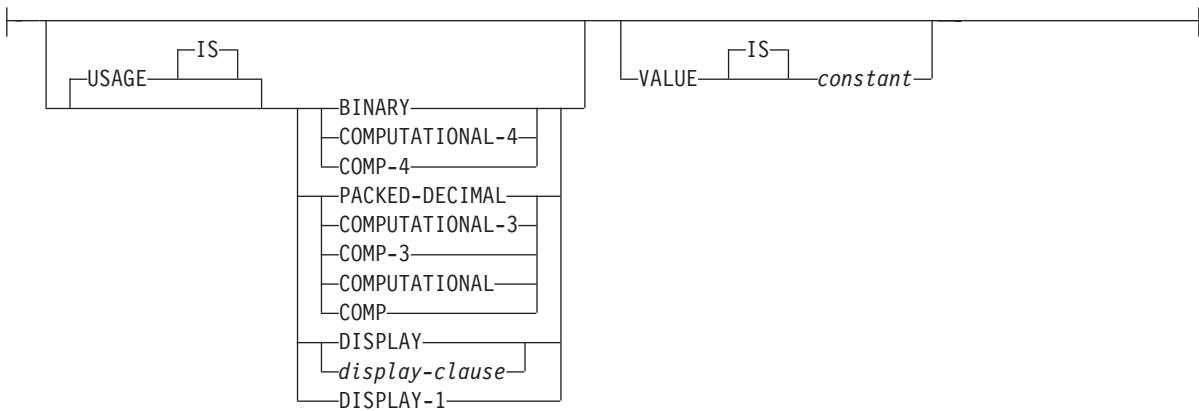 IS
IS
USAGE
VALUE constant
BINARY
COMPUTATIONAL-4
COMP-4
PACKED-DECIMAL
COMPUTATIONAL-3
COMP-3
COMPUTATIONAL
COMP
DISPLAY
display-clause
DISPLAY-1